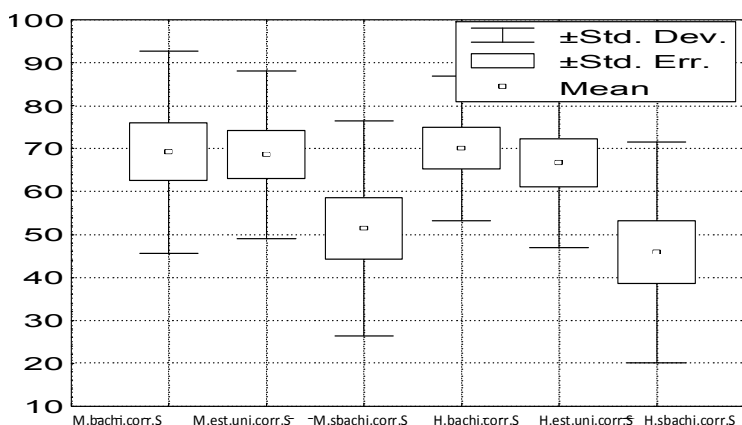 100
90
80
70
60
50
40
30
20
10
±Std. Dev.
±Std. Err.
Mean
M.bachi.corr.S M.est.uni.corr.S M.sbachi.corr.S H.bachi.corr.S H.est.uni.corr.S H.sbachi.corr.S